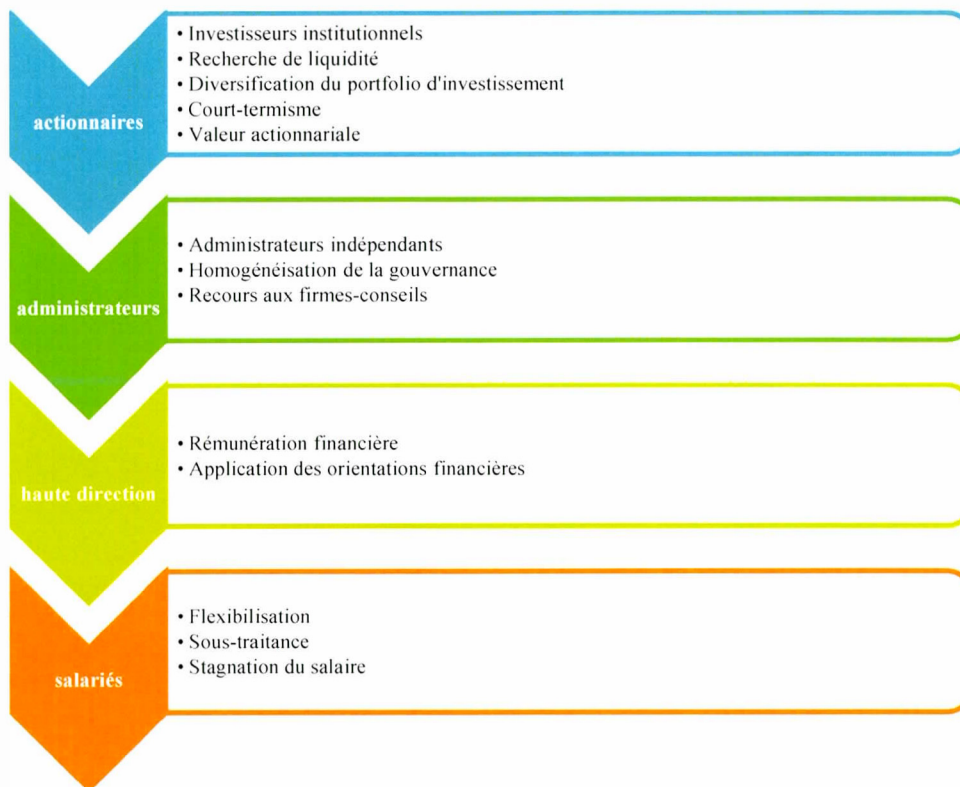 actionnaires
• Investisseurs institutionnels
• Recherche de liquidité
• Diversification du portfolio d'investissement
• Court-termisme
• Valeur actionnariale
administrateurs
• Administrateurs indépendants
• Homogénéisation de la gouvernance
• Recours aux firmes-conseils
haute direction
• Rémunération financière
• Application des orientations financières
salariés
• Flexibilisation
• Sous-traitance
• Stagnation du salaire